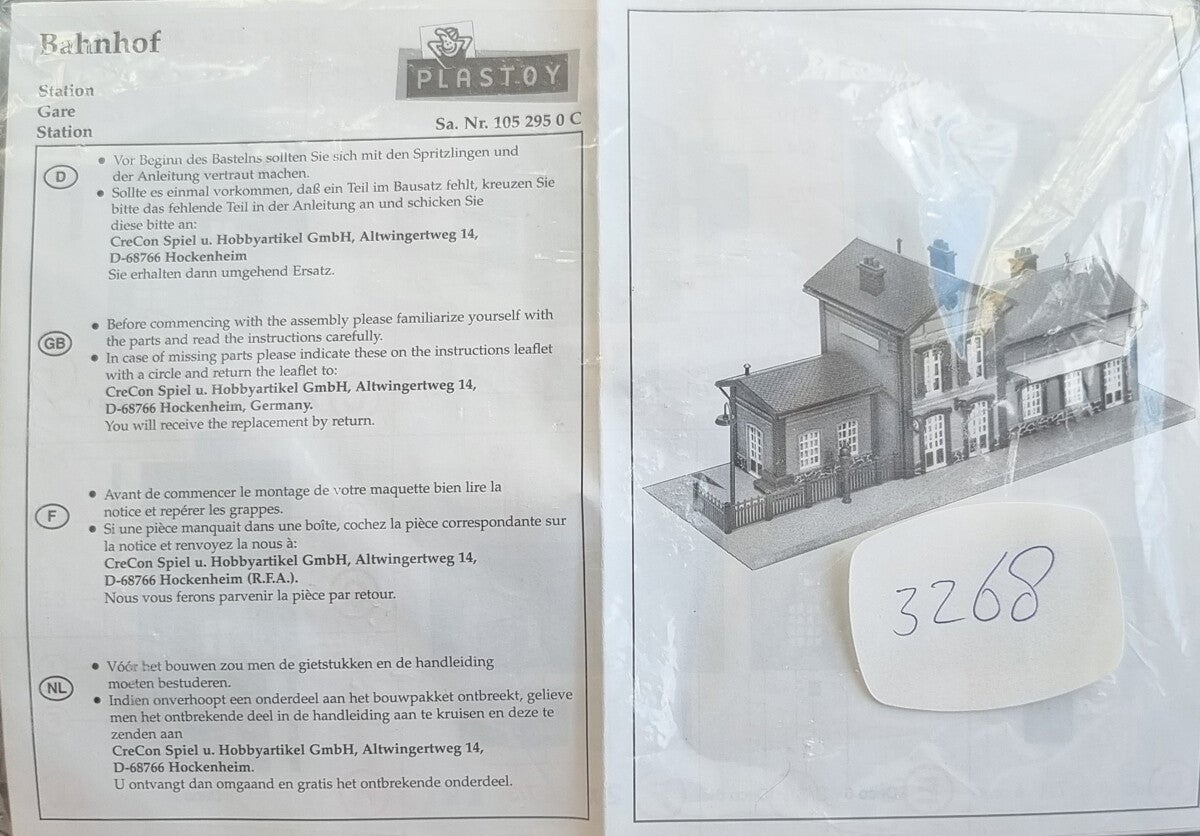 Bahnhof
PLASTOY
Station
Gare
Station
Sa. Nr. 105 295 0 C
D
• Vor Beginn des Bastelns sollten Sie sich mit den Spritzlingen und
der Anleitung vertraut machen.
• Sollte es einmal vorkommen, daß ein Teil im Bausatz fehlt, kreuzen Sie
bitte das fehlende Teil in der Anleitung an und schicken Sie
diese bitte an:
CreCon Spiel u. Hobbyartikel GmbH, Altwingertweg 14,
D-68766 Hockenheim
Sie erhalten dann umgehend Ersatz.
GB
• Before commencing with the assembly please familiarize yourself with
the parts and read the instructions carefully.
• In case of missing parts please indicate these on the instructions leaflet
with a circle and return the leaflet to:
CreCon Spiel u. Hobbyartikel GmbH, Altwingertweg 14,
D-68766 Hockenheim, Germany.
You will receive the replacement by return.
F
• Avant de commencer le montage de votre maquette bien lire la
notice et repérer les grappes.
• Si une pièce manquait dans une boîte, cochez la pièce correspondante sur
la notice et renvoyez la nous à:
CreCon Spiel u. Hobbyartikel GmbH, Altwingertweg 14,
D-68766 Hockenheim (R.F.A.).
Nous vous ferons parvenir la pièce par retour.
NL
• Vóór het bouwen zou men de gietstukken en de handleiding
moeten bestuderen.
• Indien onverhoopt een onderdeel aan het bouwpakket ontbreekt, gelieve
men het ontbrekende deel in de handleiding aan te kruisen en deze te
zenden aan
CreCon Spiel u. Hobbyartikel GmbH, Altwingertweg 14,
D-68766 Hockenheim.
U ontvangt dan omgaand en gratis het ontbrekende onderdeel.
3268